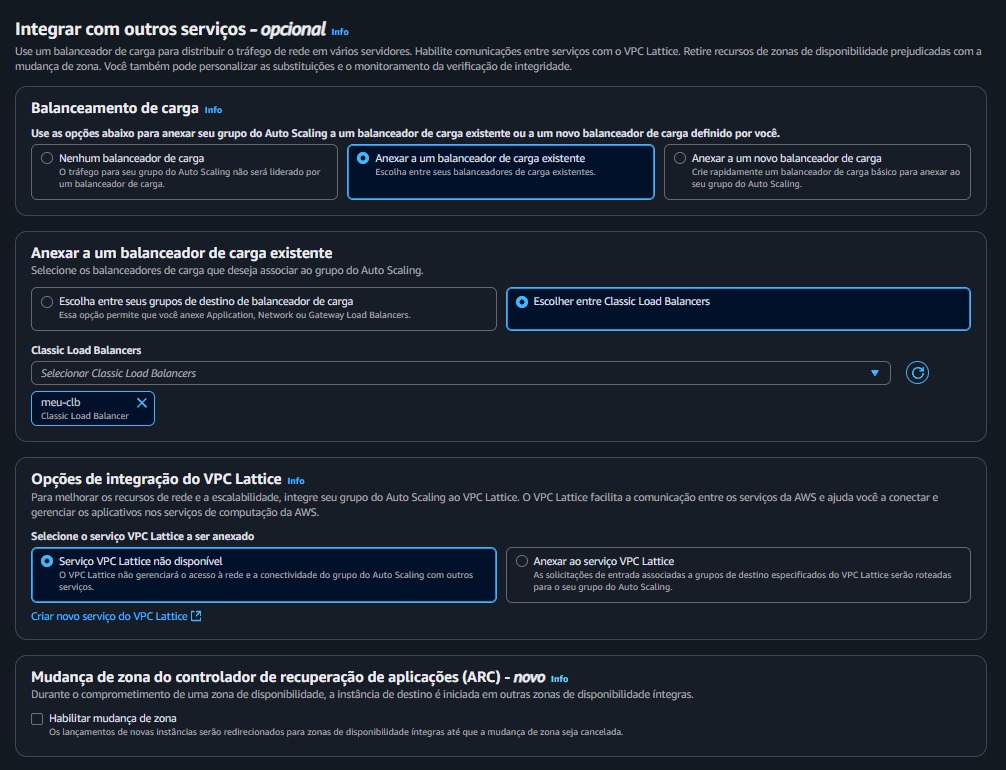 Integrar com outros serviços - opcional Info
Use um balanceador de carga para distribuir o tráfego de rede em vários servidores. Habilite comunicações entre serviços com o VPC Lattice. Retire recursos de zonas de disponibilidade prejudicadas com a
mudança de zona. Você também pode personalizar as substituições e o monitoramento da verificação de integridade.
Balanceamento de carga Info
Use as opções abaixo para anexar seu grupo do Auto Scaling a um balanceador de carga existente ou a um novo balanceador de carga definido por você.
Nenhum balanceador de carga
O tráfego para seu grupo do Auto Scaling não será liderado por
um balanceador de carga.
Anexar a um balanceador de carga existente
Escolha entre seus balanceadores de carga existentes.
Anexar a um novo balanceador de carga
Crie rapidamente um balanceador de carga básico para anexar ao
seu grupo do Auto Scaling.
Anexar a um balanceador de carga existente
Selecione os balanceadores de carga que deseja associar ao grupo do Auto Scaling.
Escolha entre seus grupos de destino de balanceador de carga
Essa opção permite que você anexe Application, Network ou Gateway Load Balancers.
Escolher entre Classic Load Balancers
Classic Load Balancers
Selecionar Classic Load Balancers
meu-clb
Classic Load Balancer
Opções de integração do VPC Lattice Info
Para melhorar os recursos de rede e a escalabilidade, integre seu grupo do Auto Scaling ao VPC Lattice. O VPC Lattice facilita a comunicação entre os serviços da AWS e ajuda você a conectar e
gerenciar os aplicativos nos serviços de computação da AWS.
Selecione o serviço VPC Lattice a ser anexado
Serviço VPC Lattice não disponível
O VPC Lattice não gerenciará o acesso à rede e a conectividade do grupo do Auto Scaling com outros
serviços.
Anexar ao serviço VPC Lattice
As solicitações de entrada associadas a grupos de destino especificados do VPC Lattice serão roteadas
para o seu grupo do Auto Scaling.
Criar novo serviço do VPC Lattice
Mudança de zona do controlador de recuperação de aplicações (ARC) - novo Info
Durante o comprometimento de uma zona de disponibilidade, a instância de destino é iniciada em outras zonas de disponibilidade íntegras.
Habilitar mudança de zona
Os lançamentos de novas instâncias serão redirecionados para zonas de disponibilidade íntegras até que a mudança de zona seja cancelada.